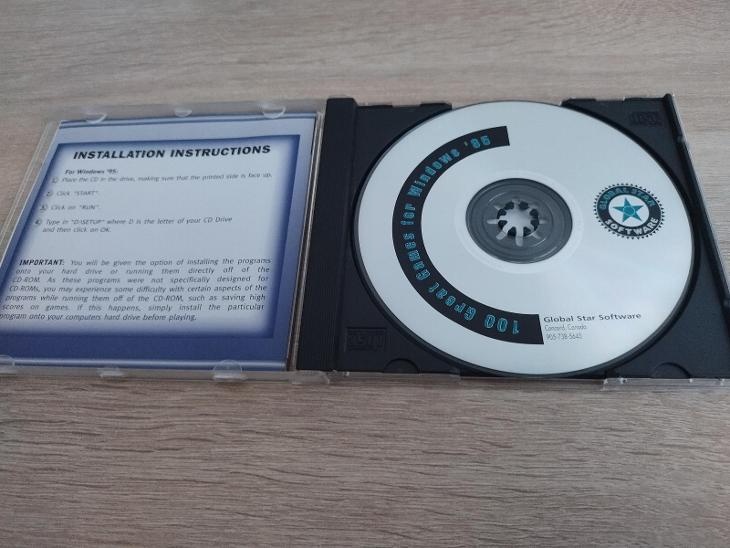 INSTALLATION INSTRUCTIONS
For Windows '95:
1) Place the CD in the drive, making sure that the printed side is face up.
2) Click "START".
3) Click on "RUN".
4) Type in "D:\SETUP" where D is the letter of your CD Drive
and then click on OK.
IMPORTANT: You will be given the option of installing the programs
onto your hard drive or running them directly off of the
CD-ROM. As these programs were not specifically designed for
CD-ROMs, you may experience some difficulty with certain aspects of the
programs while running them off of the CD-ROM, such as saving high
scores on games. If this happens, simply install the particular
program onto your computers hard drive before playing.
100 Great Games for Windows '95
GLOBAL STAR
SOFTWARE
Global Star Software
Concord, Canada
905-738-5645